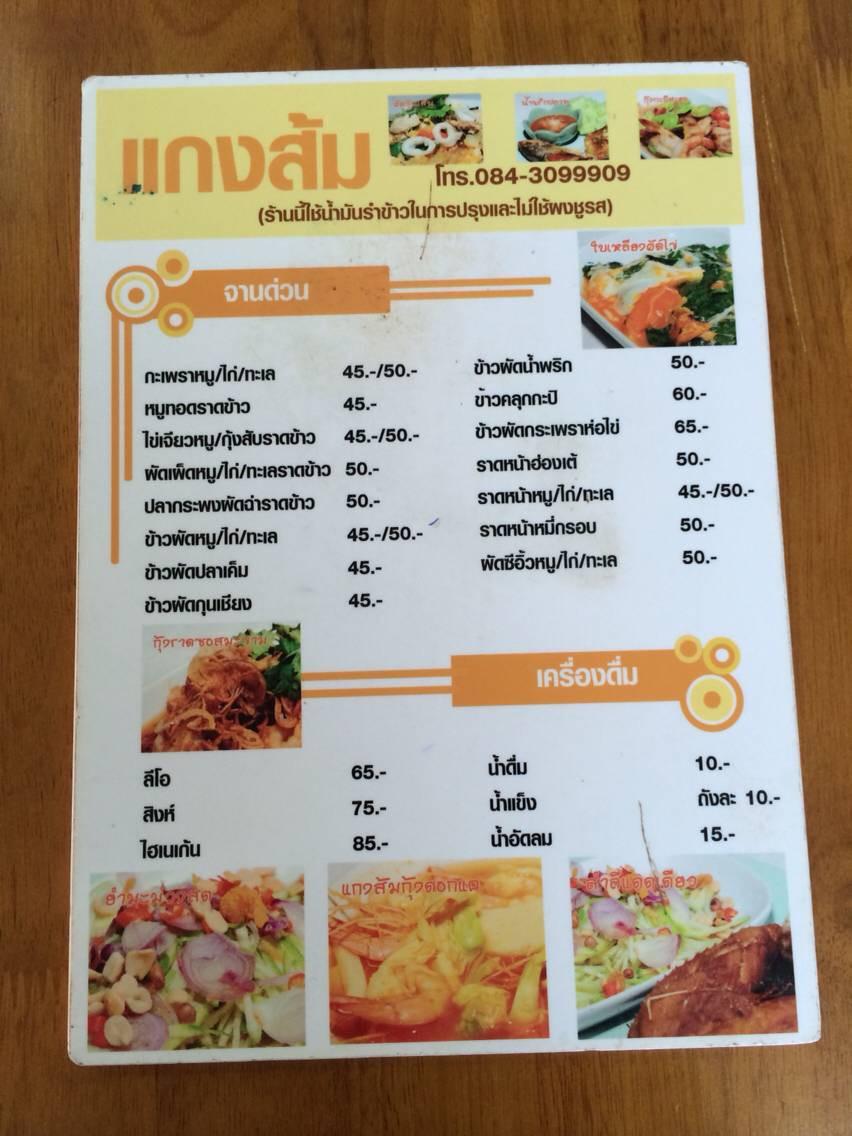 แกงส้ม
โทร.084-3099909
(ร้านนี้ใช้น้ำมันรำข้าวในการปรุงและไม่ใช้ผงชูรส)
ใบเหลียงผัดไข่
จานด่วน
กะเพราหมู/ไก่/ทะเล 45.-/50.-
หมูทอดราดข้าว 45.-
ไข่เจียวหมู/กุ้งสับราดข้าว 45.-/50.-
ผัดเผ็ดหมู/ไก่/ทะเลราดข้าว 50.-
ปลากระพงผัดฉ่าราดข้าว 50.-
ข้าวผัดหมู/ไก่/ทะเล 45.-/50.-
ข้าวผัดปลาเค็ม 45.-
ข้าวผัดกุนเชียง 45.-
ข้าวผัดน้ำพริก 50.-
ข้าวคลุกกะปิ 60.-
ข้าวผัดกระเพราห่อไข่ 65.-
ราดหน้าฮ่องเต้ 50.-
ราดหน้าหมู/ไก่/ทะเล 45.-/50.-
ราดหน้าหมี่กรอบ 50.-
ผัดซีอิ้วหมู/ไก่/ทะเล 50.-
กุ้งราดซอสมะขาม
เครื่องดื่ม
ลีโอ 65.-
สิงห์ 75.-
ไฮเนเก้น 85.-
น้ำดื่ม 10.-
น้ำแข็ง ถังละ 10.-
น้ำอัดลม 15.-
ยำมะม่วงสด
แกงส้มกุ้งดอกแค
สำลีแดดเดียว